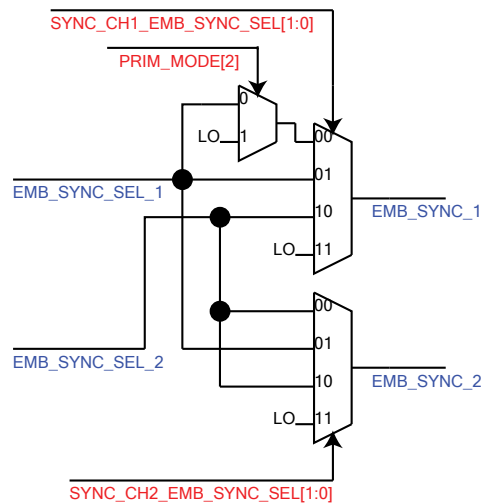 SYNC_CH1_EMB_SYNC_SEL[1:0]
PRIM_MODE[2]
0
LO 1
00
EMB_SYNC_SEL_1
01
10
EMB_SYNC_1
LO 11
00
01
EMB_SYNC_SEL_2
10
EMB_SYNC_2
LO 11
SYNC_CH2_EMB_SYNC_SEL[1:0]